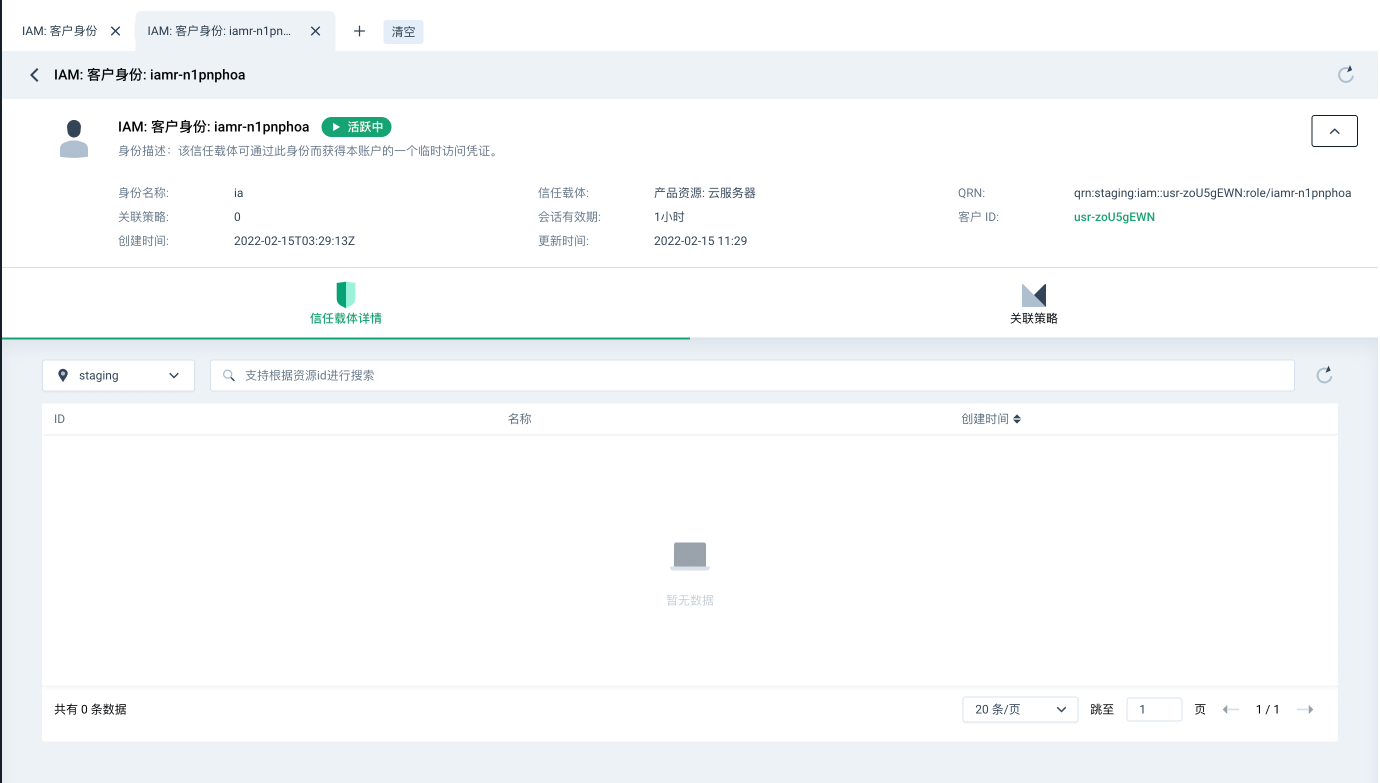 IAM: 客户身份
IAM: 客户身份: iamr-n1pn...
清空
IAM: 客户身份: iamr-n1pnphoa
IAM: 客户身份: iamr-n1pnphoa 活跃中
身份描述: 该信任载体可通过此身份而获得本账户的一个临时访问凭证。
身份名称: ia 信任载体: 产品资源: 云服务器 QRN: qrn:staging:iam::usr-zoU5gEWN:role/iamr-n1pnphoa
关联策略: 0 会话有效期: 1小时 客户 ID: usr-zoU5gEWN
创建时间: 2022-02-15T03:29:13Z 更新时间: 2022-02-15 11:29
信任载体详情 关联策略
staging 支持根据资源id进行搜索
ID 名称 创建时间
暂无数据
共有 0 条数据 20 条/页 跳至 1 页 1 / 1